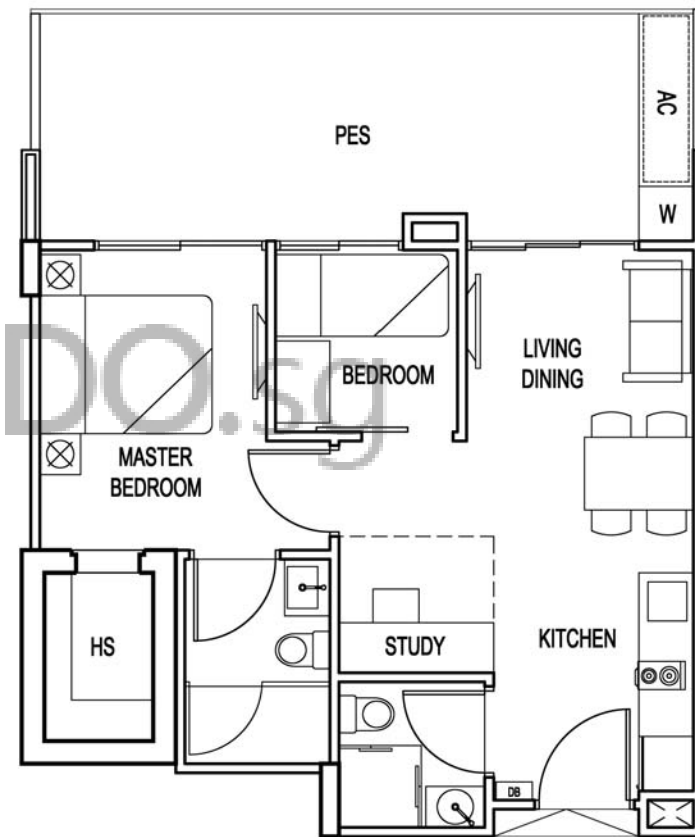 PES
AC
W
LIVING
DINING
BEDROOM
DO.sg
MASTER
BEDROOM
HS
STUDY
KITCHEN
DB